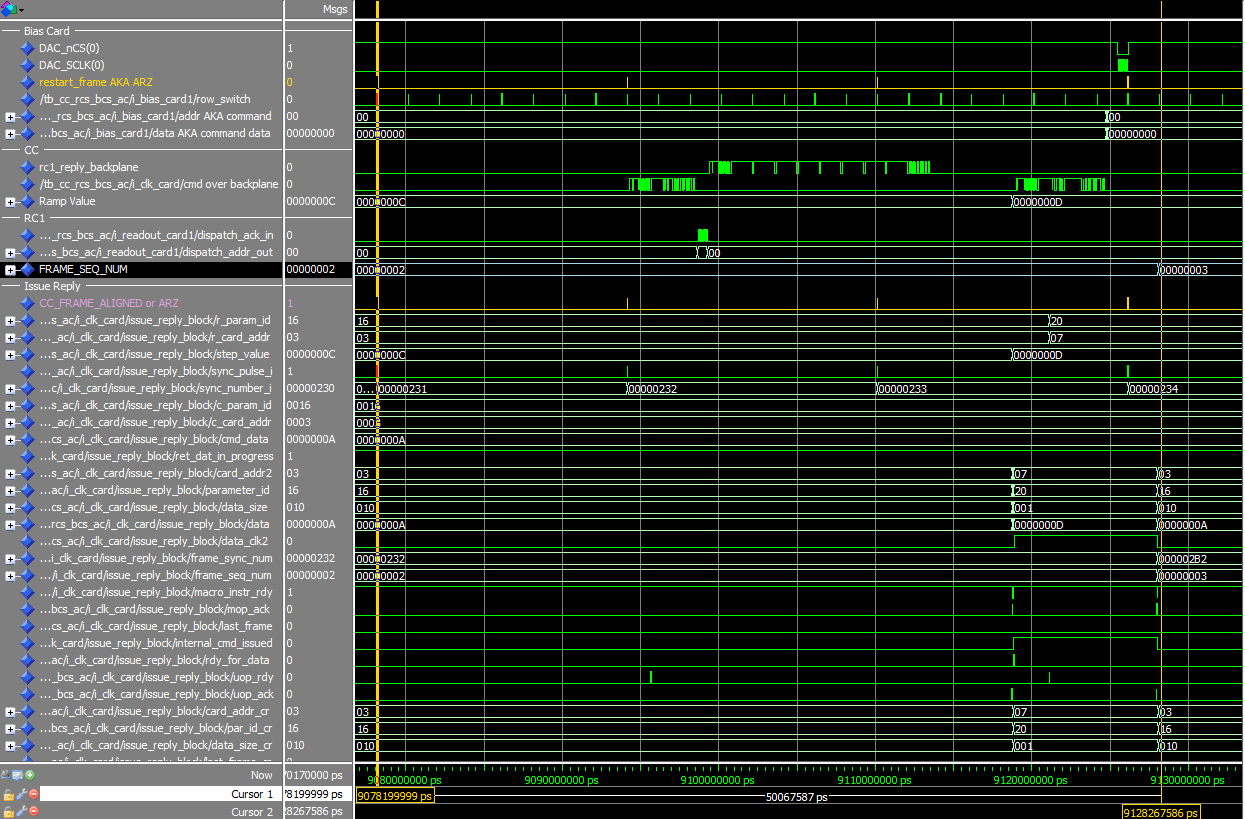 Msgs
Bias Card
DAC_nCS(0) 1
DAC_SCLK(0) 0
restart_frame AKA ARZ 0
/tb_cc_rcs_bcs_ac/i_bias_card1/row_switch 0
..._rcs_bcs_ac/i_bias_card1/addr AKA command 00 00 00
...bcs_ac/i_bias_card1/data AKA command data 00000000 00000000 00000000
CC
rc1_reply_backplane 0
/tb_cc_rcs_bcs_ac/i_clk_card/cmd over backplane 0
Ramp Value 0000000C 0000000C 0000000D
RC1
..._rcs_bcs_ac/i_readout_card1/dispatch_ack_in 0
...s_bcs_ac/i_readout_card1/dispatch_addr_out 00 00 00
FRAME_SEQ_NUM 00000002 00000002 00000003
Issue Reply
CC_FRAME_ALIGNED or ARZ 1
...s_ac/i_clk_card/issue_reply_block/r_param_id 16 16 20
..._ac/i_clk_card/issue_reply_block/r_card_addr 03 03 07
...s_ac/i_clk_card/issue_reply_block/step_value 0000000C 0000000C 0000000D
..._ac/i_clk_card/issue_reply_block/sync_pulse_i 1
...c/i_clk_card/issue_reply_block/sync_number_i 00000230 0... 00000231 00000232 00000233 00000234
...s_ac/i_clk_card/issue_reply_block/c_param_id 0016 0016
..._ac/i_clk_card/issue_reply_block/c_card_addr 0003 0003
...cs_ac/i_clk_card/issue_reply_block/cmd_data 0000000A 0000000A
...k_card/issue_reply_block/ret_dat_in_progress 1
...s_ac/i_clk_card/issue_reply_block/card_addr2 03 03 07 03
...ac/i_clk_card/issue_reply_block/parameter_id 16 16 20 16
...cs_ac/i_clk_card/issue_reply_block/data_size 010 010 001 010
...rcs_bcs_ac/i_clk_card/issue_reply_block/data 0000000A 0000000A 0000000D 0000000A
...cs_ac/i_clk_card/issue_reply_block/data_clk2 0
...i_clk_card/issue_reply_block/frame_sync_num 00000232 00000232 000002B2
.../i_clk_card/issue_reply_block/frame_seq_num 00000002 00000002 00000003
.../i_clk_card/issue_reply_block/macro_instr_rdy 1
...bcs_ac/i_clk_card/issue_reply_block/mop_ack 0
...cs_ac/i_clk_card/issue_reply_block/last_frame 0
...k_card/issue_reply_block/internal_cmd_issued 0
...ac/i_clk_card/issue_reply_block/rdy_for_data 0
..._bcs_ac/i_clk_card/issue_reply_block/uop_rdy 0
..._bcs_ac/i_clk_card/issue_reply_block/uop_ack 0
...ac/i_clk_card/issue_reply_block/card_addr_cr 03 03 07 03
...bcs_ac/i_clk_card/issue_reply_block/par_id_cr 16 16 20 16
..._ac/i_clk_card/issue_reply_block/data_size_cr 010 010 001 010
Now 70170000 ps 9080000000 ps 9090000000 ps 9100000000 ps 9110000000 ps 9120000000 ps 9130000000 ps
Cursor 1 78199999 ps 9078199999 ps 50067587 ps
Cursor 2 28267586 ps 9128267586 ps